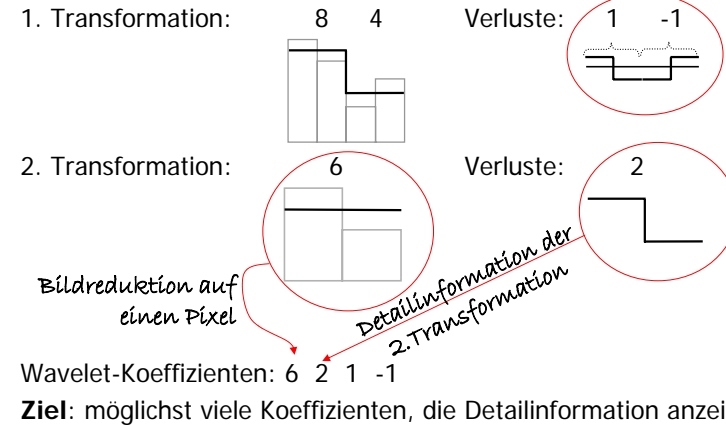 1. Transformation: 8 4 Verluste: 1 -1
2. Transformation: 6 Verluste: 2
Bildreduktion auf
einen Pixel
Detailinformation der
2.Transformation
Wavelet-Koeffizienten: 6 2 1 -1
Ziel: möglichst viele Koeffizienten, die Detailinformation anzei